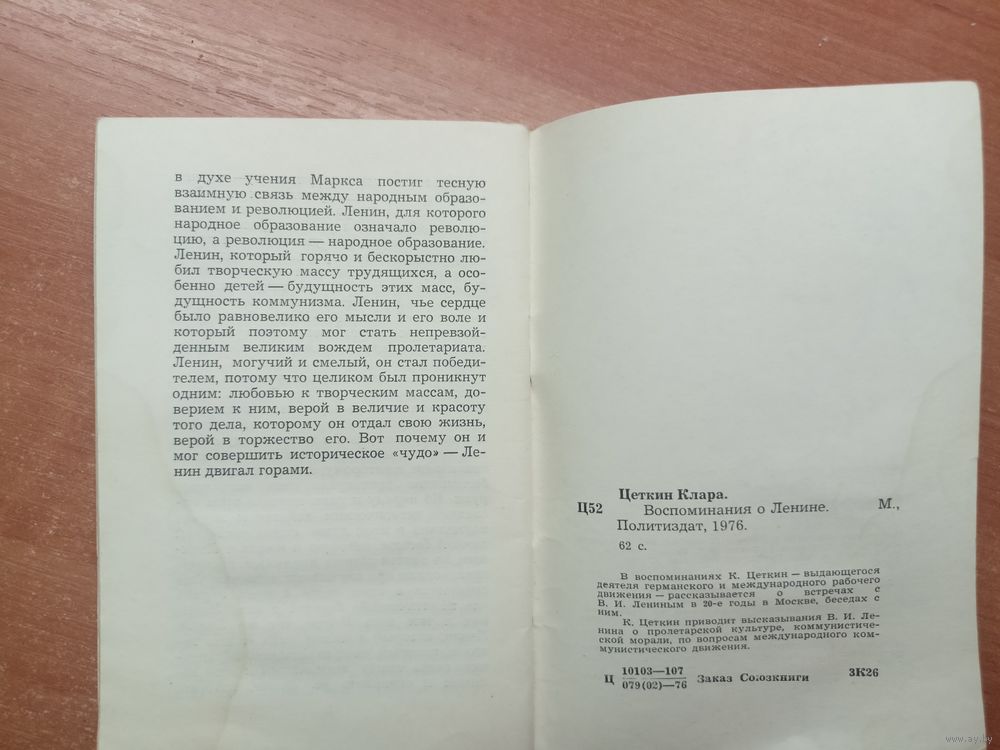 в духе учения Маркса постиг тесную
взаимную связь между народным образо-
ванием и революцией. Ленин, для которого
народное образование означало револю-
цию, а революция — народное образование.
Ленин, который горячо и бескорыстно лю-
бил творческую массу трудящихся, а осо-
бенно детей — будущность этих масс, бу-
дущность коммунизма. Ленин, чье сердце
было равновелико его мысли и его воле и
который поэтому мог стать непревзой-
денным великим вождем пролетариата.
Ленин, могучий и смелый, он стал победи-
телем, потому что целиком был проникнут
одним: любовью к творческим массам, до-
верием к ним, верой в величие и красоту
того дела, которому он отдал свою жизнь,
верой в торжество его. Вот почему он и
мог совершить историческое «чудо» — Ле-
нин двигал горами.
Цеткин Клара.
Ц52 Воспоминания о Ленине. М.,
Политиздат, 1976.
62 с.
В воспоминаниях К. Цеткин — выдающегося
деятеля германского и международного рабочего
движения — рассказывается о встречах с
В. И. Лениным в 20-е годы в Москве, беседах с
ним.
К. Цеткин приводит высказывания В. И. Ле-
нина о пролетарской культуре, коммунистиче-
ской морали, по вопросам международного ком-
мунистического движения.
Ц 10103—107
079(02)—76 Заказ Союзкниги 3К26
www.ay.by